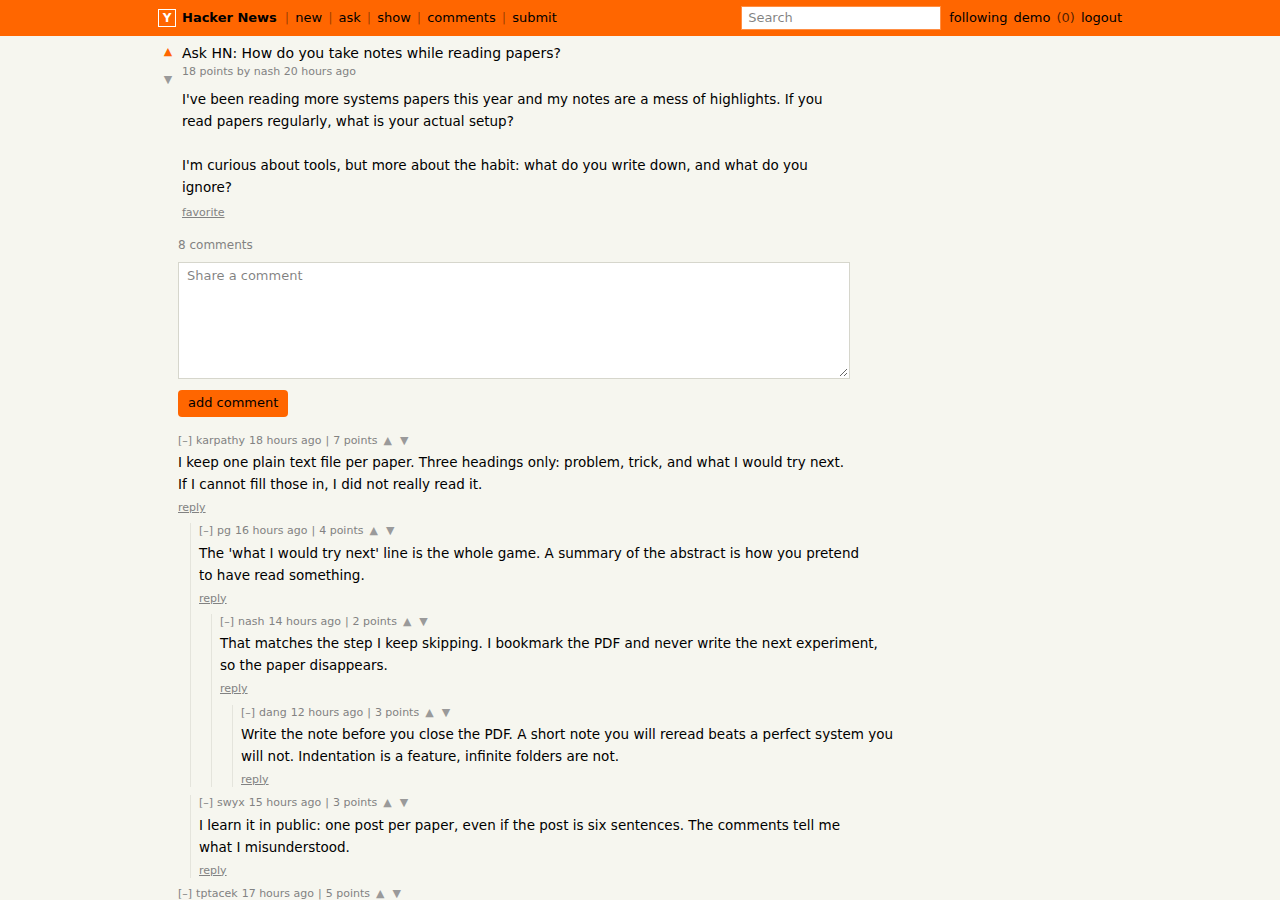 Y Hacker News | new | ask | show | comments | submit Search following demo (0) logout
▲ Ask HN: How do you take notes while reading papers?
▼ 18 points by nash 20 hours ago
I've been reading more systems papers this year and my notes are a mess of highlights. If you
read papers regularly, what is your actual setup?
I'm curious about tools, but more about the habit: what do you write down, and what do you
ignore?
favorite
8 comments
Share a comment
add comment
[–] karpathy 18 hours ago | 7 points ▲ ▼
I keep one plain text file per paper. Three headings only: problem, trick, and what I would try next.
If I cannot fill those in, I did not really read it.
reply
[–] pg 16 hours ago | 4 points ▲ ▼
The 'what I would try next' line is the whole game. A summary of the abstract is how you pretend
to have read something.
reply
[–] nash 14 hours ago | 2 points ▲ ▼
That matches the step I keep skipping. I bookmark the PDF and never write the next experiment,
so the paper disappears.
reply
[–] dang 12 hours ago | 3 points ▲ ▼
Write the note before you close the PDF. A short note you will reread beats a perfect system you
will not. Indentation is a feature, infinite folders are not.
reply
[–] swyx 15 hours ago | 3 points ▲ ▼
I learn it in public: one post per paper, even if the post is six sentences. The comments tell me
what I misunderstood.
reply
[–] tptacek 17 hours ago | 5 points ▲ ▼